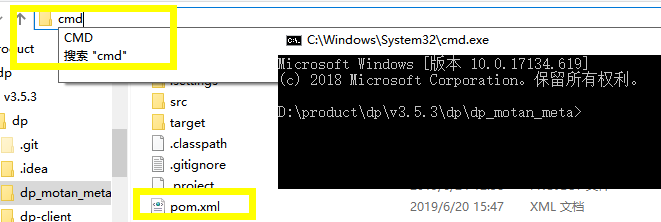 cmd
CMD
搜索 "cmd"
C:\Windows\System32\cmd.exe
Microsoft Windows [版本 10.0.17134.619]
(c) 2018 Microsoft Corporation。保留所有权利。
D:\product\dp\v3.5.3\dp\dp_motan_meta>
roduct
dp
v3.5.3
dp
.git
.idea
dp_motan_meta
dp-client
.settings
src
target
.classpath
.gitignore
.project
pom.xml
2019/6/20 15:47
XML 文档